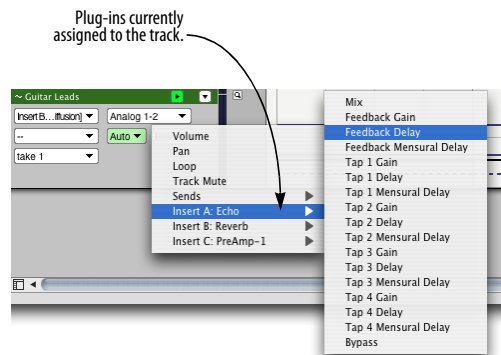 Plug-ins currently
assigned to the track.
~ Guitar Leads
Insert B…ffusion]
Analog 1-2
--
Auto
take 1
Volume
Pan
Loop
Track Mute
Sends
Insert A: Echo
Insert B: Reverb
Insert C: PreAmp-1
Mix
Feedback Gain
Feedback Delay
Feedback Mensural Delay
Tap 1 Gain
Tap 1 Delay
Tap 1 Mensural Delay
Tap 2 Gain
Tap 2 Delay
Tap 2 Mensural Delay
Tap 3 Gain
Tap 3 Delay
Tap 3 Mensural Delay
Tap 4 Gain
Tap 4 Delay
Tap 4 Mensural Delay
Bypass